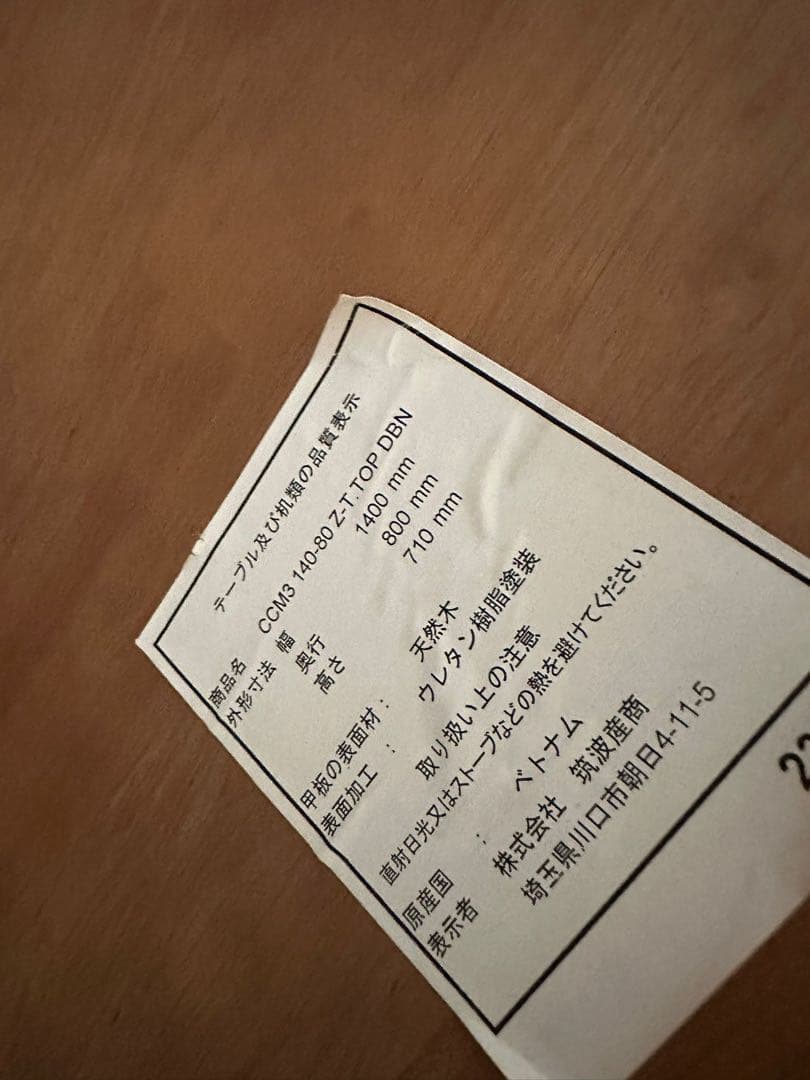 テーブル及び机類の品質表示
商品名 CCM3 140-80 Z-T.TOP DBN
外形寸法 幅 1400 mm
奥行 800 mm
高さ 710 mm
甲板の表面材: 天然木
表面加工 : ウレタン樹脂塗装
取り扱い上の注意
直射日光又はストーブなどの熱を避けてください。
原産国 : ベトナム
表示者 株式会社 筑波産商
埼玉県川口市朝日4-11-5